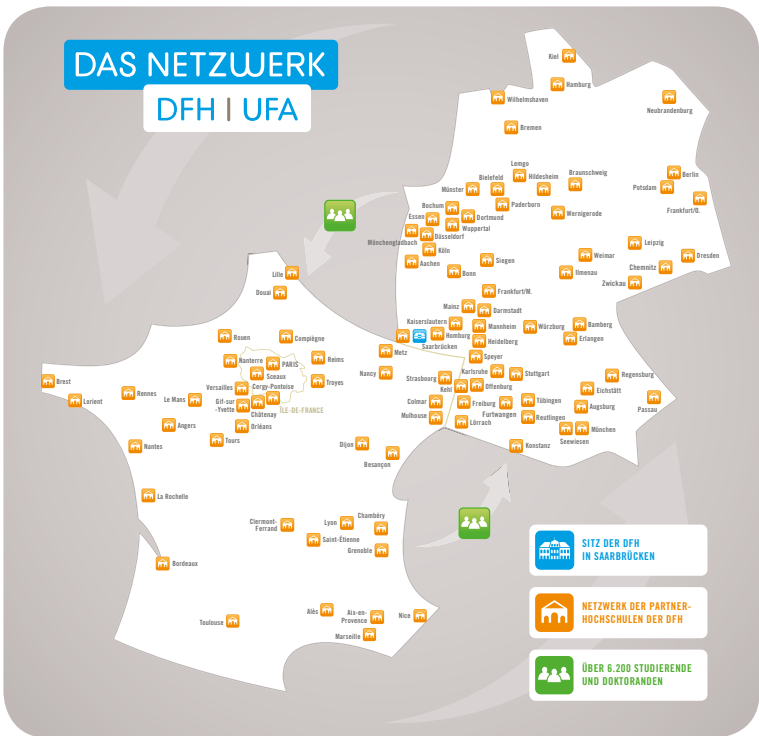 DAS NETZWERK
DFH | UFA
Kiel
Hamburg
Wilhelmshaven
Neubrandenburg
Bremen
Lemgo
Bielefeld
Hildesheim
Braunschweig
Berlin
Münster
Potsdam
Bochum
Paderborn
Frankfurt/O.
Essen
Dortmund
Wernigerode
Wuppertal
Düsseldorf
Mönchengladbach
Leipzig
Köln
Weimar
Dresden
Aachen
Siegen
Chemnitz
Bonn
Ilmenau
Zwickau
Lille
Douai
Frankfurt/M.
Mainz
Darmstadt
Kaiserslautern
Mannheim
Würzburg
Bamberg
Rouen
Compiègne
Homburg
Heidelberg
Erlangen
Saarbrücken
Metz
Speyer
Nanterre
PARIS
Reims
Sceaux
Nancy
Strasbourg
Karlsruhe
Stuttgart
Regensburg
Brest
Versailles
Cergy-Pontoise
Troyes
Kehl
Offenburg
Eichstätt
Lorient
Rennes
Le Mans
Gif-sur
-Yvette
Châtenay
ÎLE-DE-FRANCE
Colmar
Freiburg
Tübingen
Augsburg
Passau
Mulhouse
Furtwangen
Reutlingen
Angers
Orléans
Lörrach
München
Seewiesen
Nantes
Tours
Dijon
Konstanz
Besançon
La Rochelle
Chambéry
Clermont-
Ferrand
Lyon
Saint-Étienne
Grenoble
Bordeaux
Alès
Aix-en-
Provence
Nice
Toulouse
Marseille
SITZ DER DFH
IN SAARBRÜCKEN
NETZWERK DER PARTNER-
HOCHSCHULEN DER DFH
ÜBER 6.200 STUDIERENDE
UND DOKTORANDEN